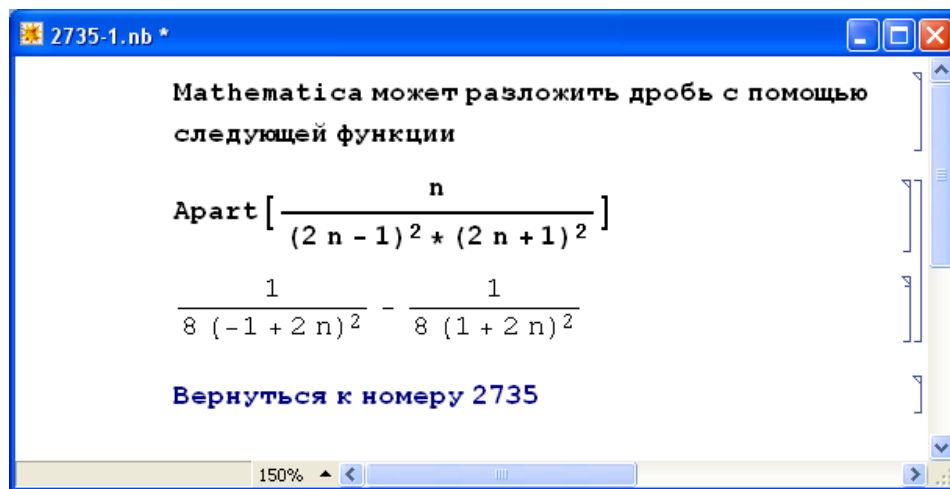 2735-1.nb *
Mathematica может разложить дробь с помощью
следующей функции
Apart[n/((2 n - 1)^2 * (2 n + 1)^2)]
1/(8 (-1 + 2 n)^2) - 1/(8 (1 + 2 n)^2)
Вернуться к номеру 2735
150%